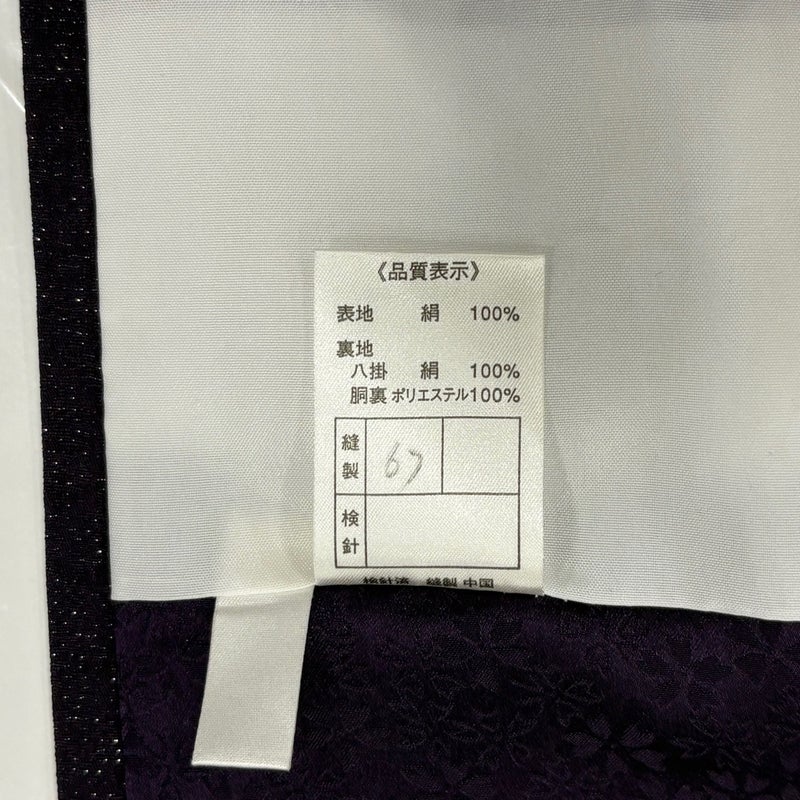 《品質表示》
表地 絹 100%
裏地
八掛 絹 100%
胴裏 ポリエステル100%
縫製 67
検針
検針済 縫製 中国